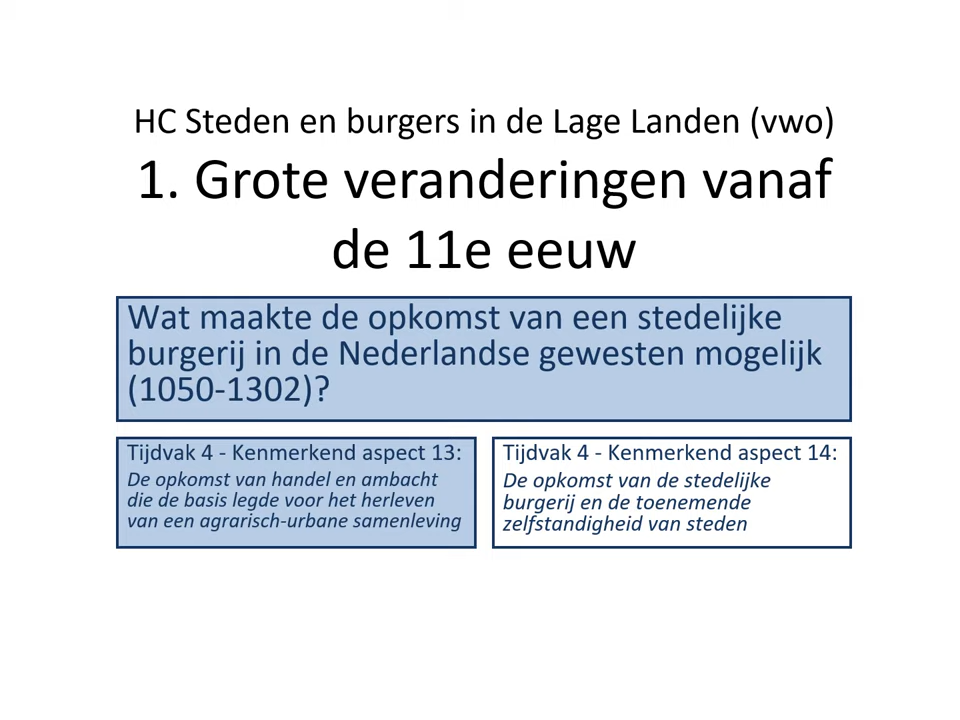 HC Steden en burgers in de Lage Landen (vwo)
1. Grote veranderingen vanaf
de 11e eeuw
Wat maakte de opkomst van een stedelijke
burgerij in de Nederlandse gewesten mogelijk
(1050-1302)?
Tijdvak 4 - Kenmerkend aspect 13:
De opkomst van handel en ambacht
die de basis legde voor het herleven
van een agrarisch-urbane samenleving
Tijdvak 4 - Kenmerkend aspect 14:
De opkomst van de stedelijke
burgerij en de toenemende
zelfstandigheid van steden